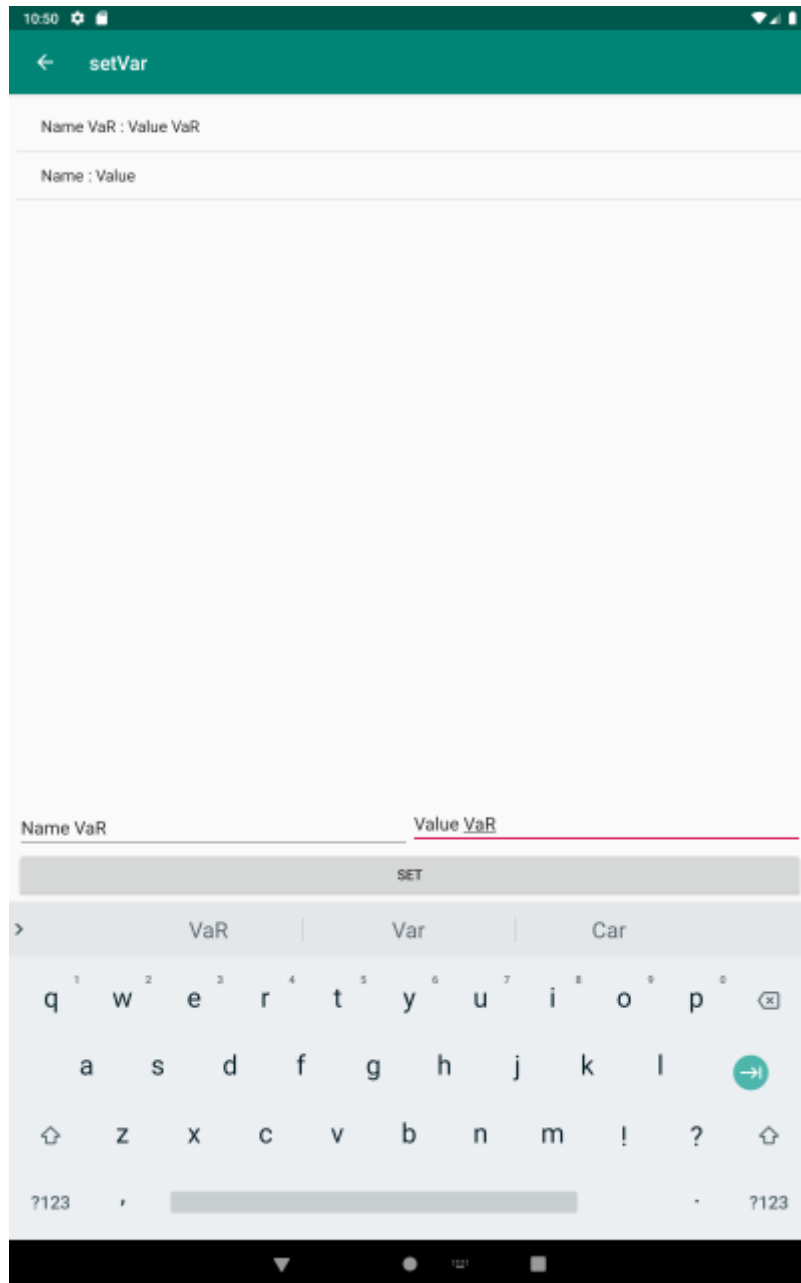 10:50
setVar
Name VaR : Value VaR
Name : Value
Name VaR Value VaR
SET
VaR Var Car
q 1 w 2 e 3 r 4 t 5 y 6 u 7 i 8 o 9 p 0
a s d f g h j k l
z x c v b n m ! ?
?123 , . ?123